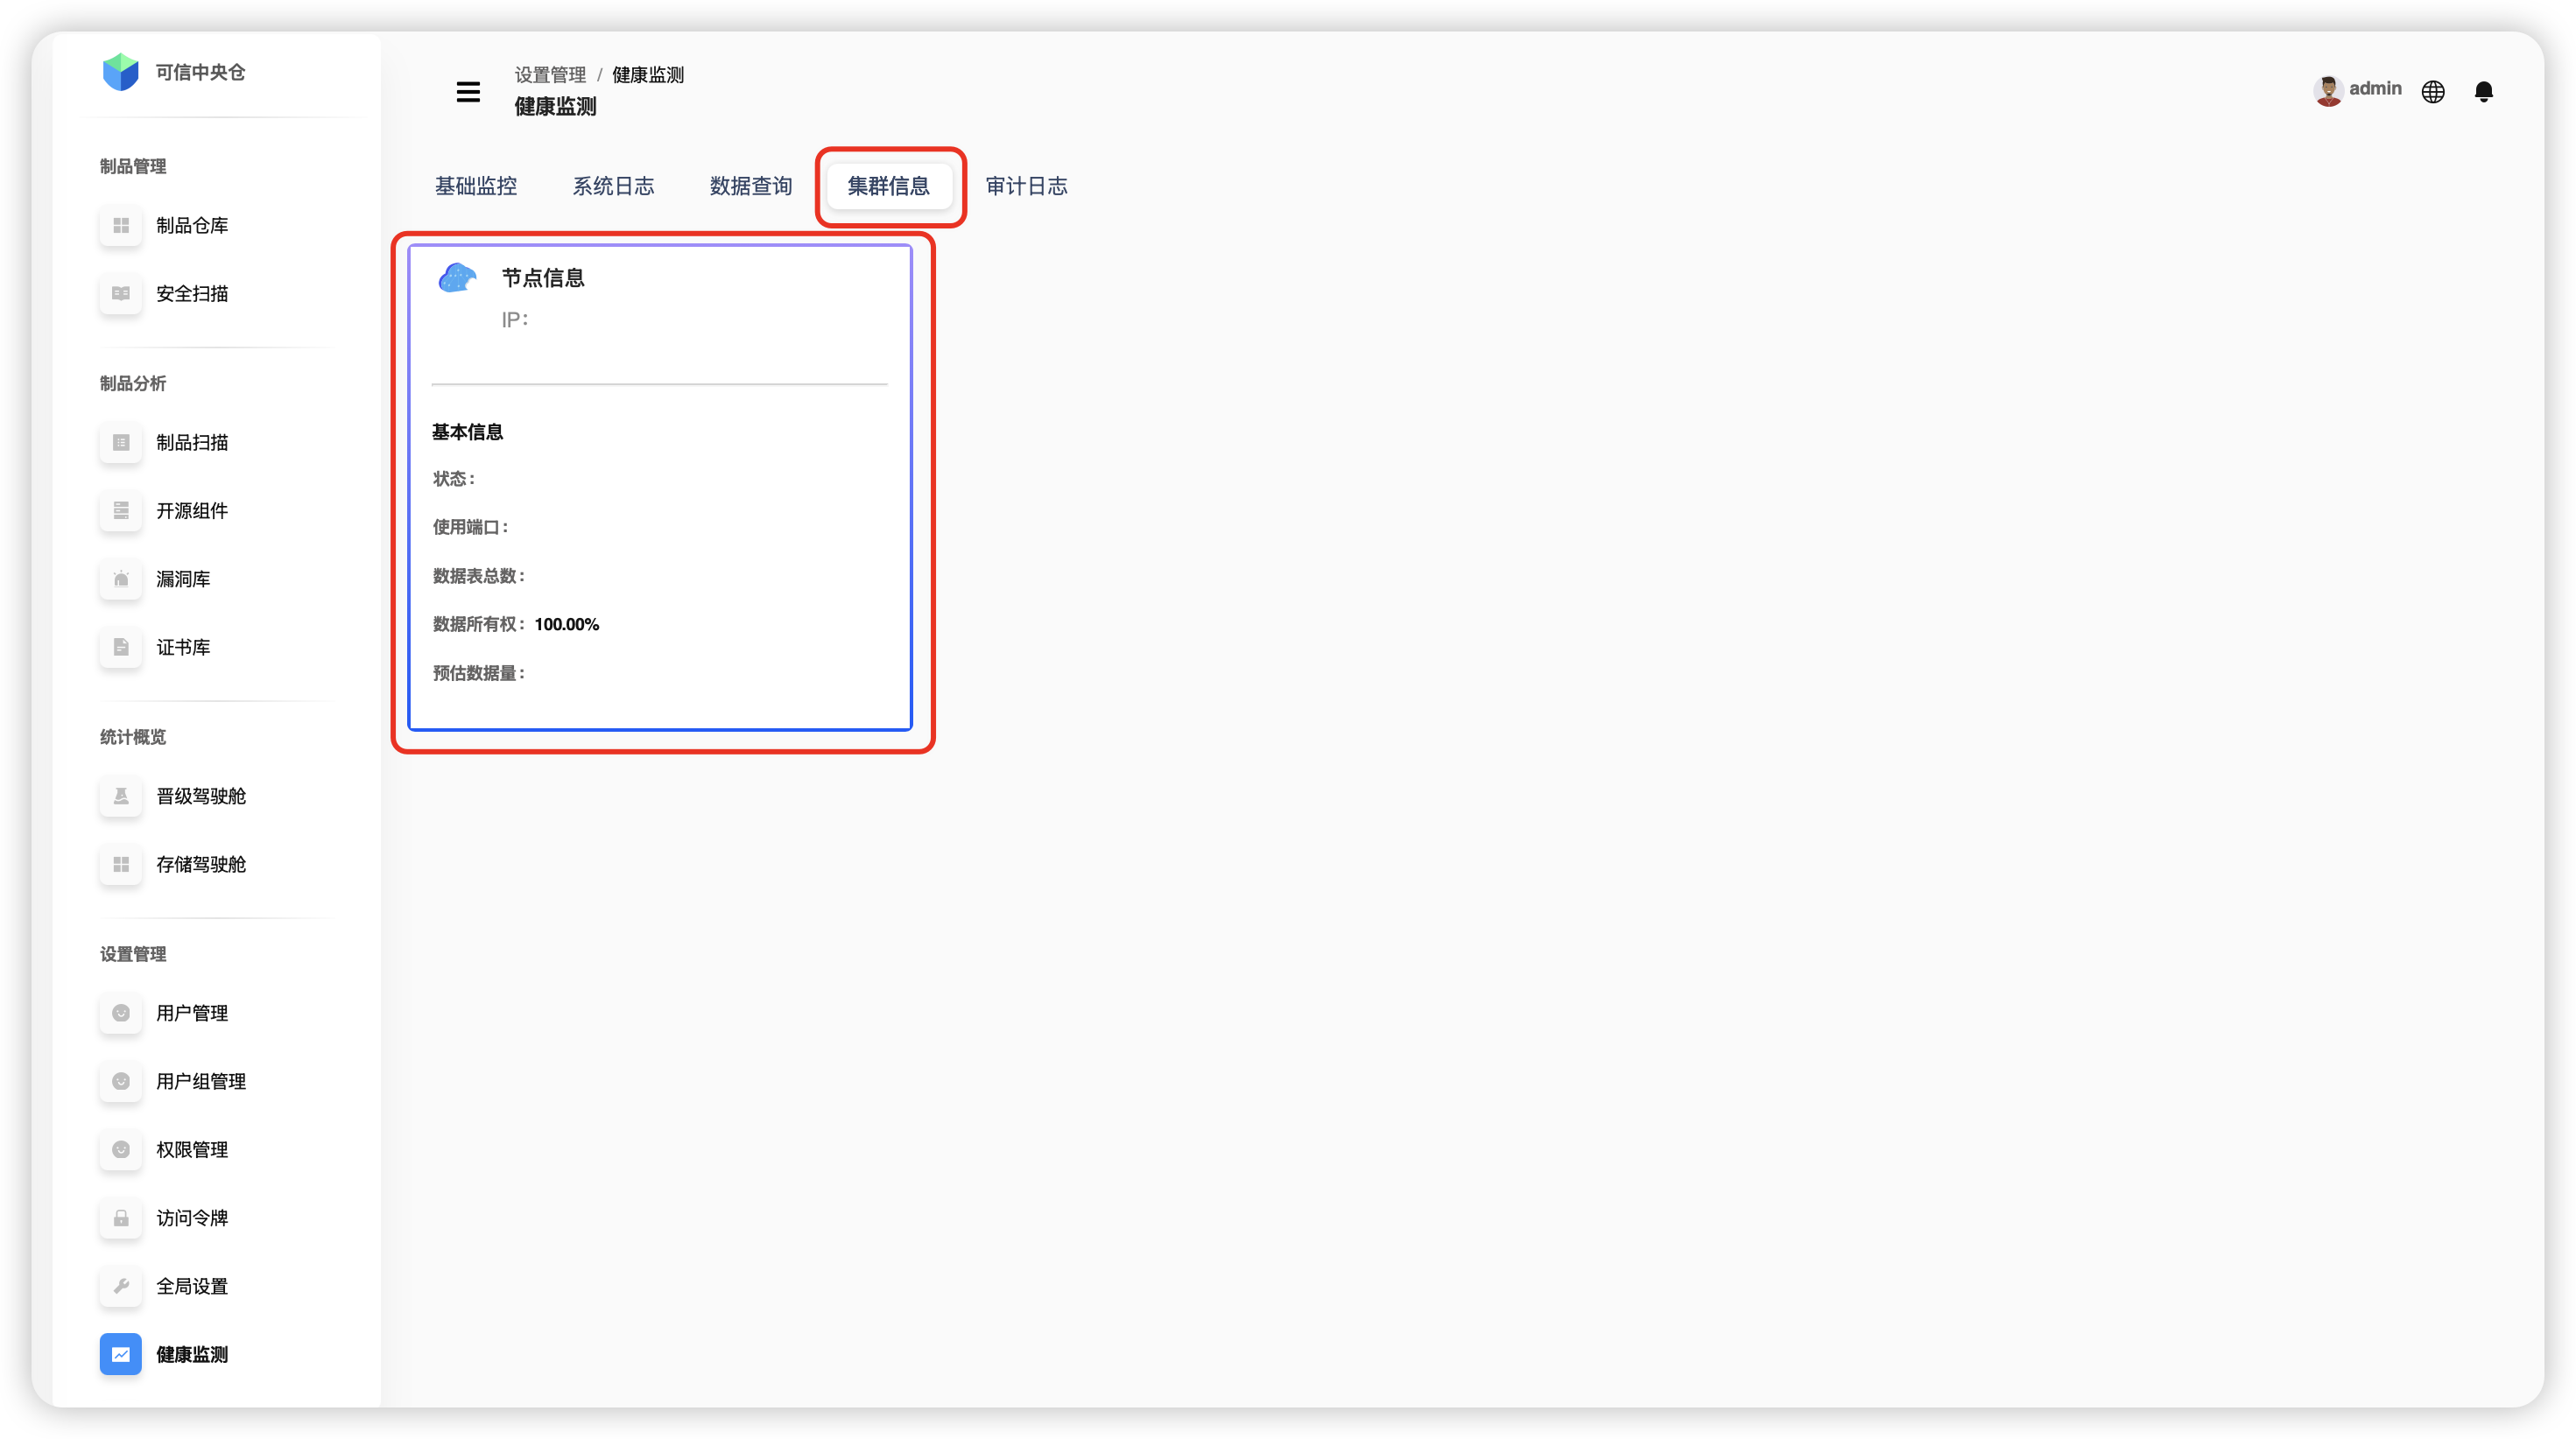 可信中央仓
制品管理
制品仓库
安全扫描
制品分析
制品扫描
开源组件
漏洞库
证书库
统计概览
晋级驾驶舱
存储驾驶舱
设置管理
用户管理
用户组管理
权限管理
访问令牌
全局设置
健康监测
设置管理 / 健康监测
健康监测
admin
基础监控 系统日志 数据查询 集群信息 审计日志
节点信息
IP：
基本信息
状态：
使用端口：
数据表总数：
数据所有权：100.00%
预估数据量：